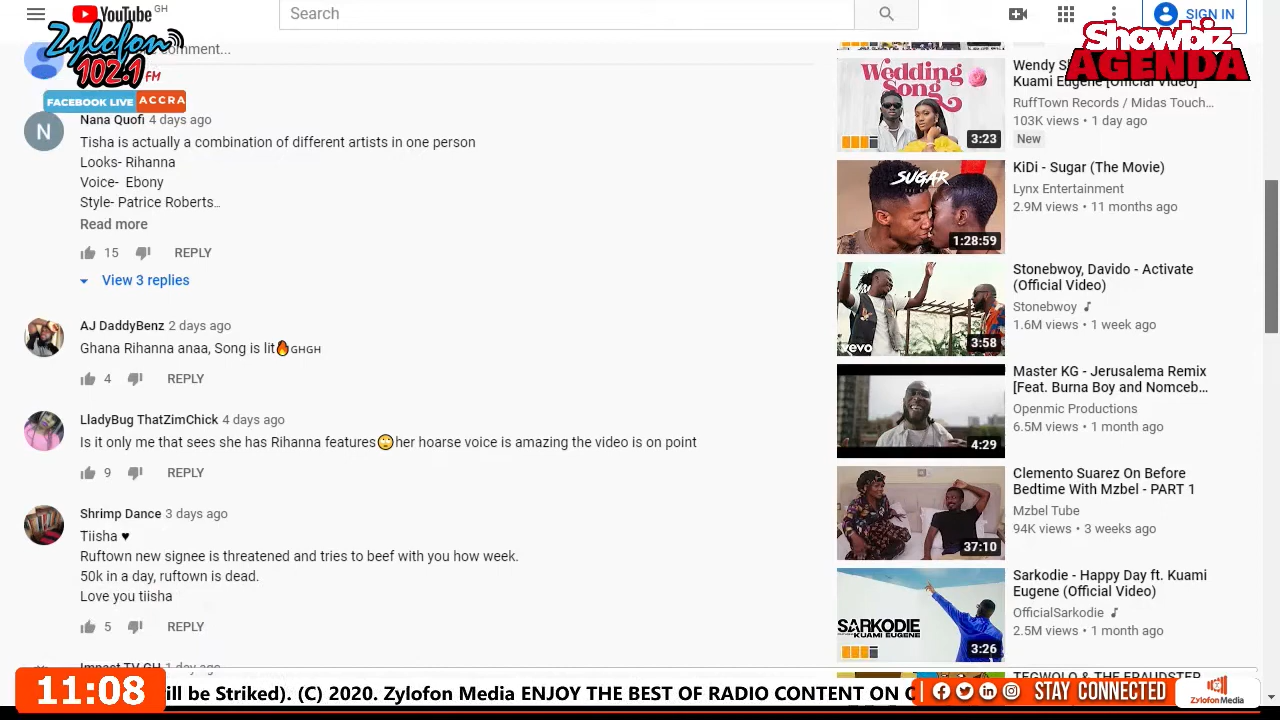 YouTube GH
Search
SIGN IN
Zylofon
102.1 FM
FACEBOOK LIVE ACCRA
Showbiz
AGENDA
comment...
Nana Quofi 4 days ago
Tisha is actually a combination of different artists in one person
Looks- Rihanna
Voice- Ebony
Style- Patrice Roberts...
Read more
15 REPLY
View 3 replies
AJ DaddyBenz 2 days ago
Ghana Rihanna anaa, Song is lit🔥GHGH
4 REPLY
LladyBug ThatZimChick 4 days ago
Is it only me that sees she has Rihanna features🙄her hoarse voice is amazing the video is on point
9 REPLY
Shrimp Dance 3 days ago
Tiisha ♥
Ruftown new signee is threatened and tries to beef with you how week.
50k in a day, ruftown is dead.
Love you tiisha
5 REPLY
Impact TV GH 1 day ago
Wedding
Song
3:23
Wendy
Kuami Eugene [Official Video]
RuffTown Records / Midas Touch...
103K views • 1 day ago
New
SUGAR
1:28:59
KiDi - Sugar (The Movie)
Lynx Entertainment
2.9M views • 11 months ago
vevo
3:58
Stonebwoy, Davido - Activate
(Official Video)
Stonebwoy
1.6M views • 1 week ago
4:29
Master KG - Jerusalema Remix
[Feat. Burna Boy and Nomceb...
Openmic Productions
6.5M views • 1 month ago
37:10
Clemento Suarez On Before
Bedtime With Mzbel - PART 1
Mzbel Tube
94K views • 3 weeks ago
SARKODIE
KUAMI EUGENE
3:26
Sarkodie - Happy Day ft. Kuami
Eugene (Official Video)
OfficialSarkodie
2.5M views • 1 month ago
TEGWOLO & THE FRAUDSTER
11:08
ill be Striked). (C) 2020. Zylofon Media ENJOY THE BEST OF RADIO CONTENT ON
STAY CONNECTED
Zylofon Media